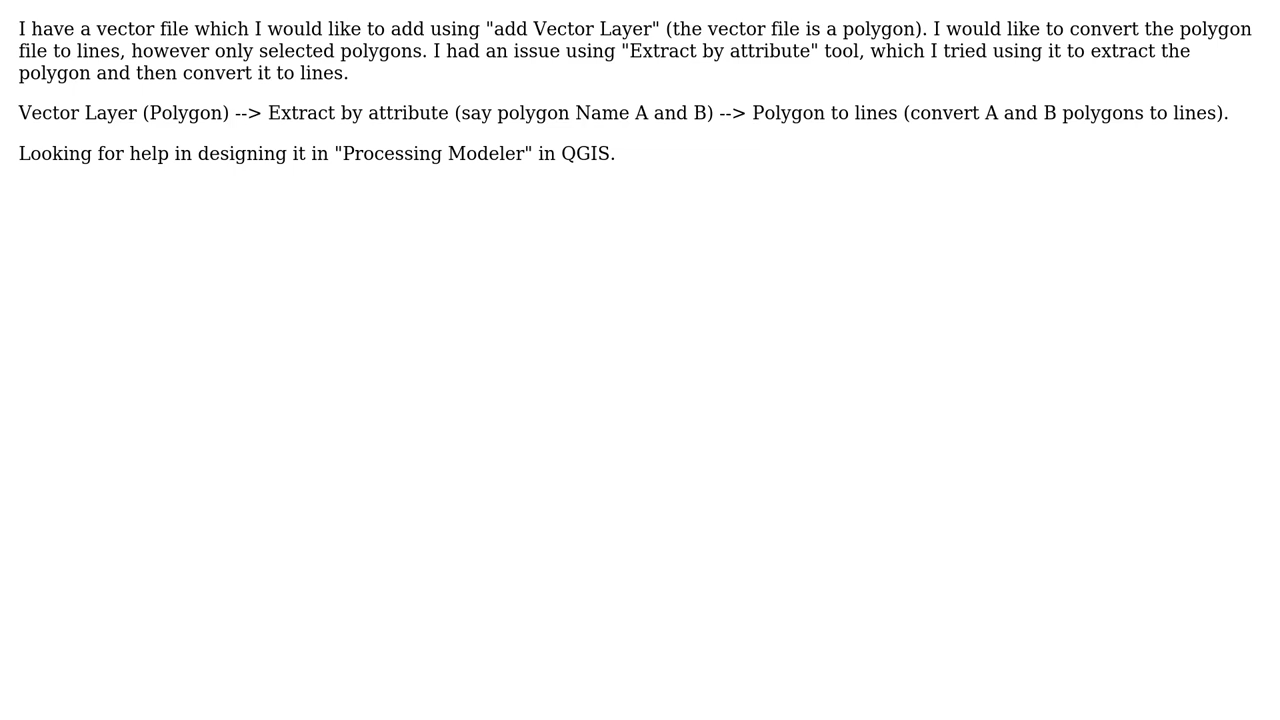 I have a vector file which I would like to add using "add Vector Layer" (the vector file is a polygon). I would like to convert the polygon
file to lines, however only selected polygons. I had an issue using "Extract by attribute" tool, which I tried using it to extract the
polygon and then convert it to lines.
Vector Layer (Polygon) --> Extract by attribute (say polygon Name A and B) --> Polygon to lines (convert A and B polygons to lines).
Looking for help in designing it in "Processing Modeler" in QGIS.